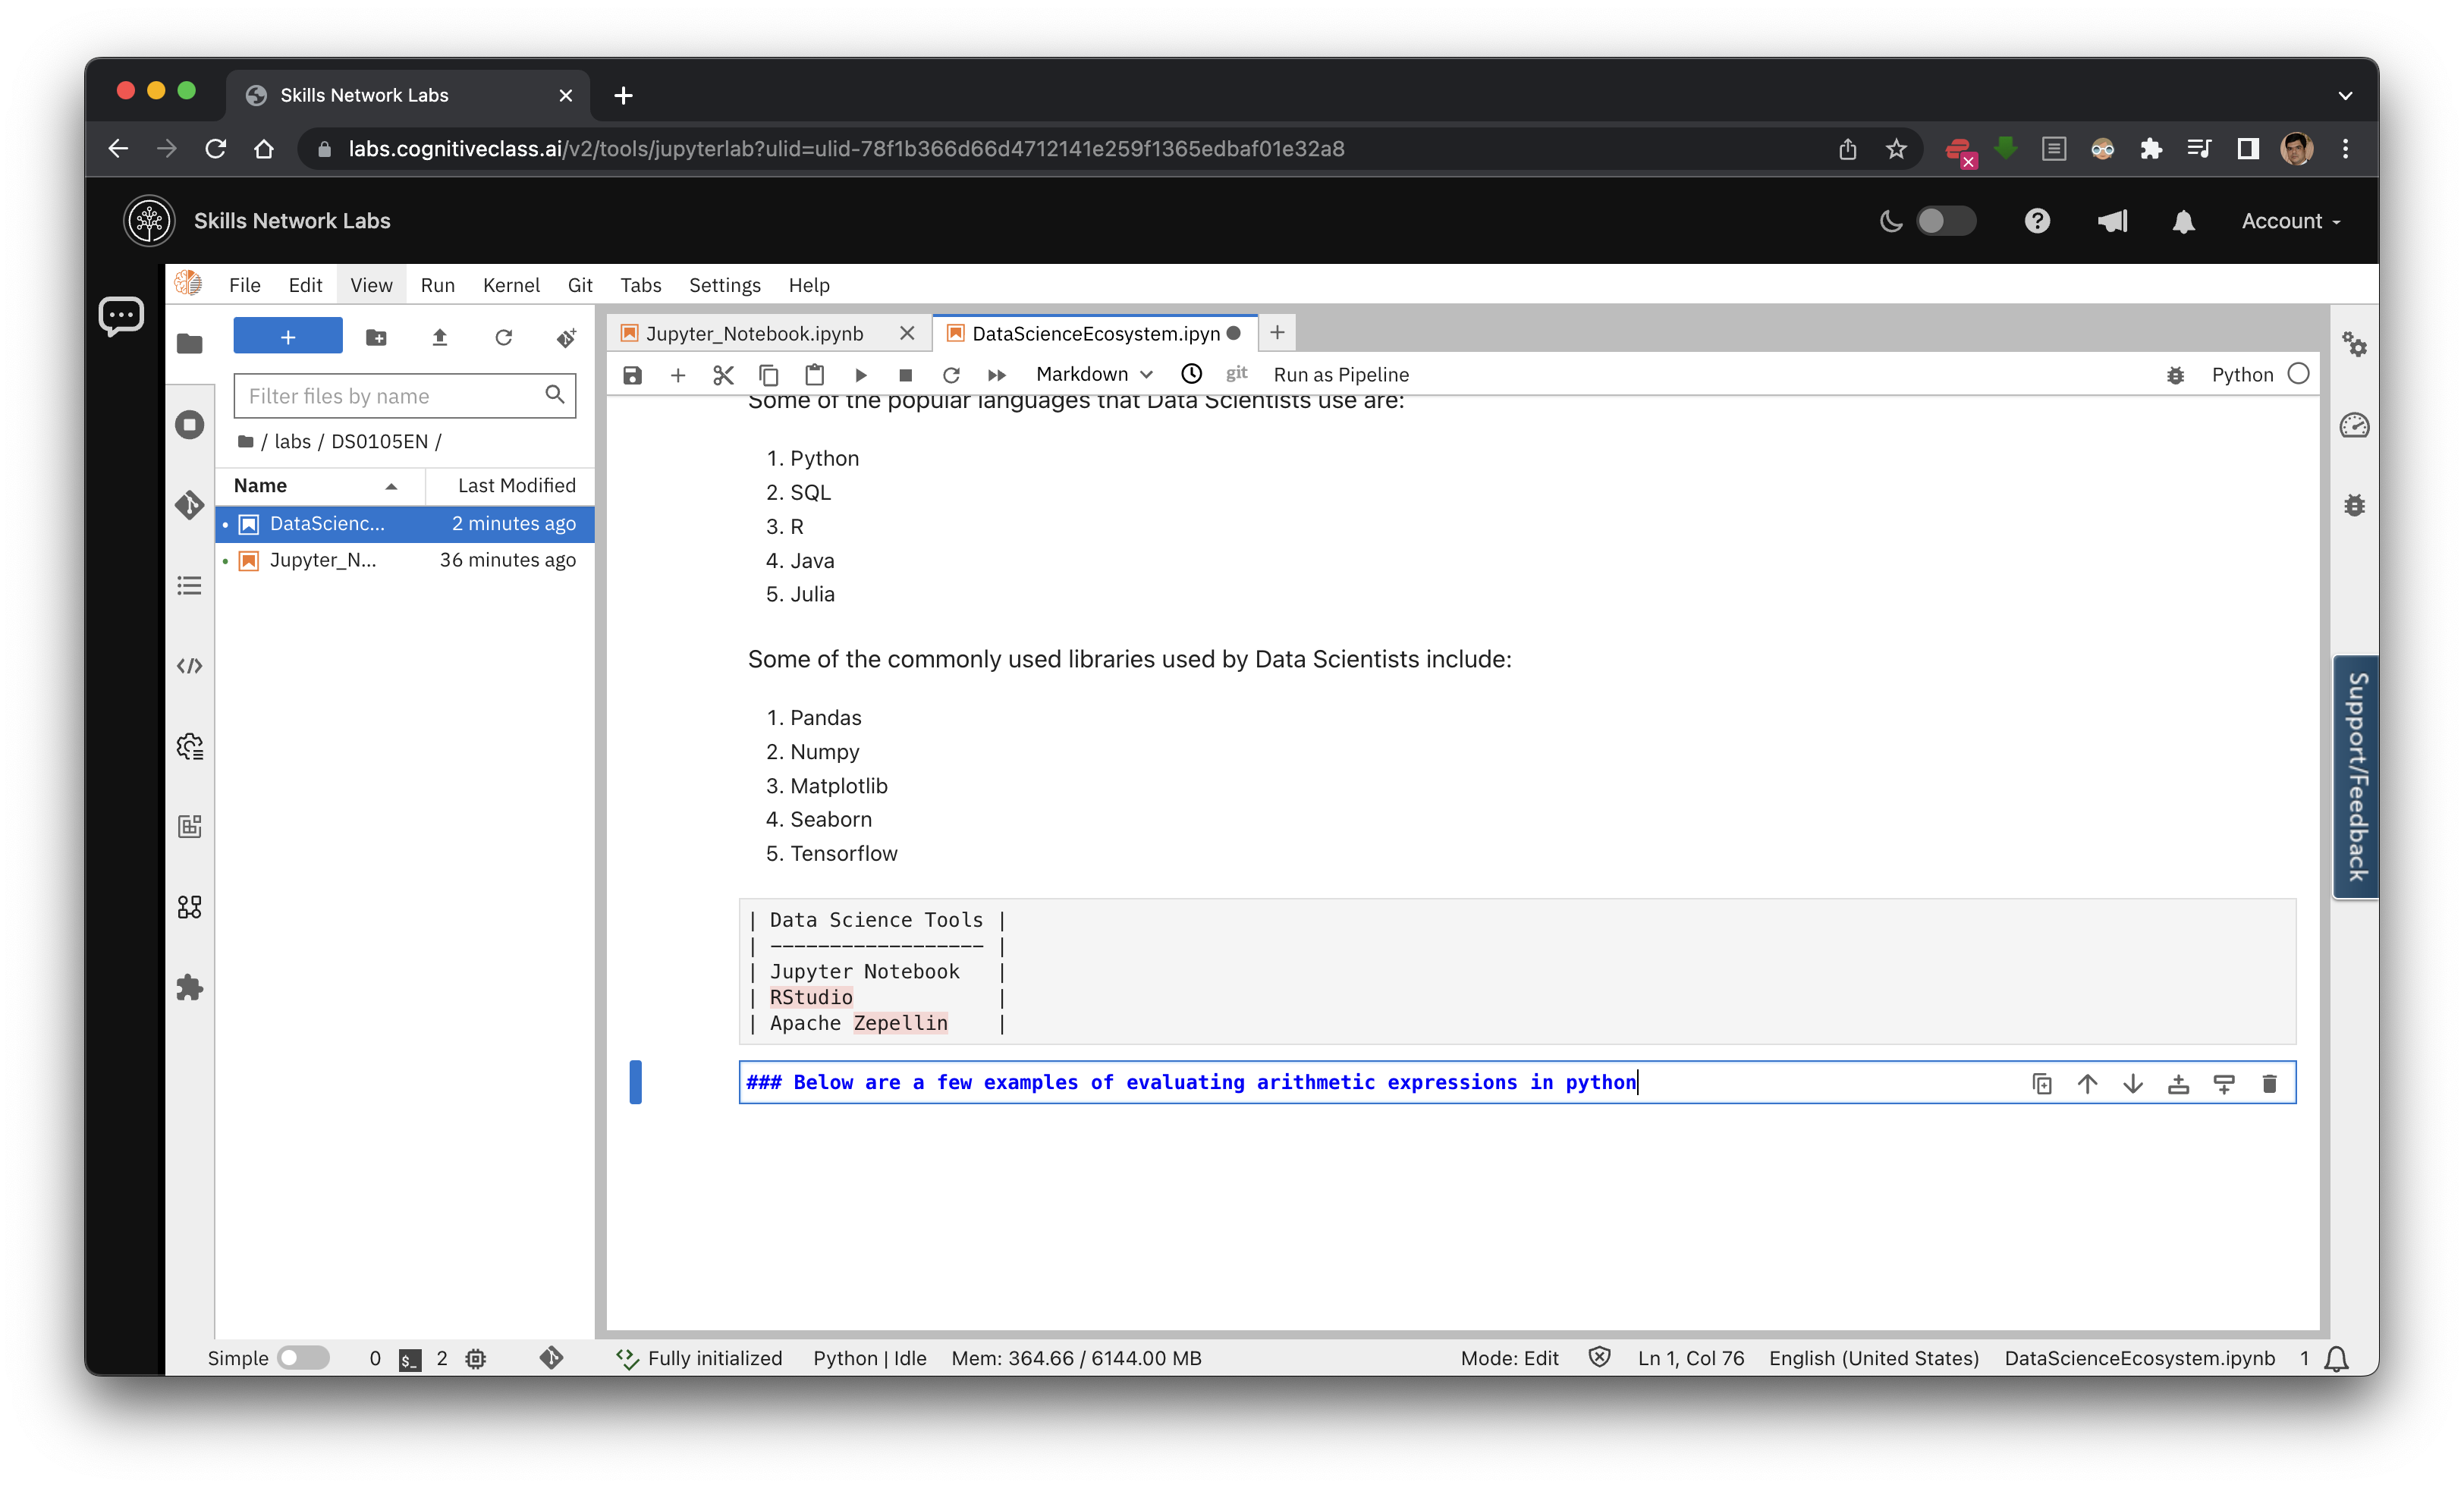 Skills Network Labs
labs.cognitiveclass.ai/v2/tools/jupyterlab?ulid=ulid-78f1b366d66d4712141e259f1365edbaf01e32a8
Skills Network Labs
Account
File Edit View Run Kernel Git Tabs Settings Help
+
Filter files by name
/ labs / DS0105EN /
Name Last Modified
DataScienc... 2 minutes ago
Jupyter_N... 36 minutes ago
Jupyter_Notebook.ipynb DataScienceEcosystem.ipyn
Markdown git Run as Pipeline Python
Some of the popular languages that Data Scientists use are:
1. Python
2. SQL
3. R
4. Java
5. Julia
Some of the commonly used libraries used by Data Scientists include:
1. Pandas
2. Numpy
3. Matplotlib
4. Seaborn
5. Tensorflow
| Data Science Tools |
| ------------------ |
| Jupyter Notebook |
| RStudio |
| Apache Zepellin |
### Below are a few examples of evaluating arithmetic expressions in python
Support/Feedback
Simple 0 $_ 2 Fully initialized Python | Idle Mem: 364.66 / 6144.00 MB Mode: Edit Ln 1, Col 76 English (United States) DataScienceEcosystem.ipynb 1